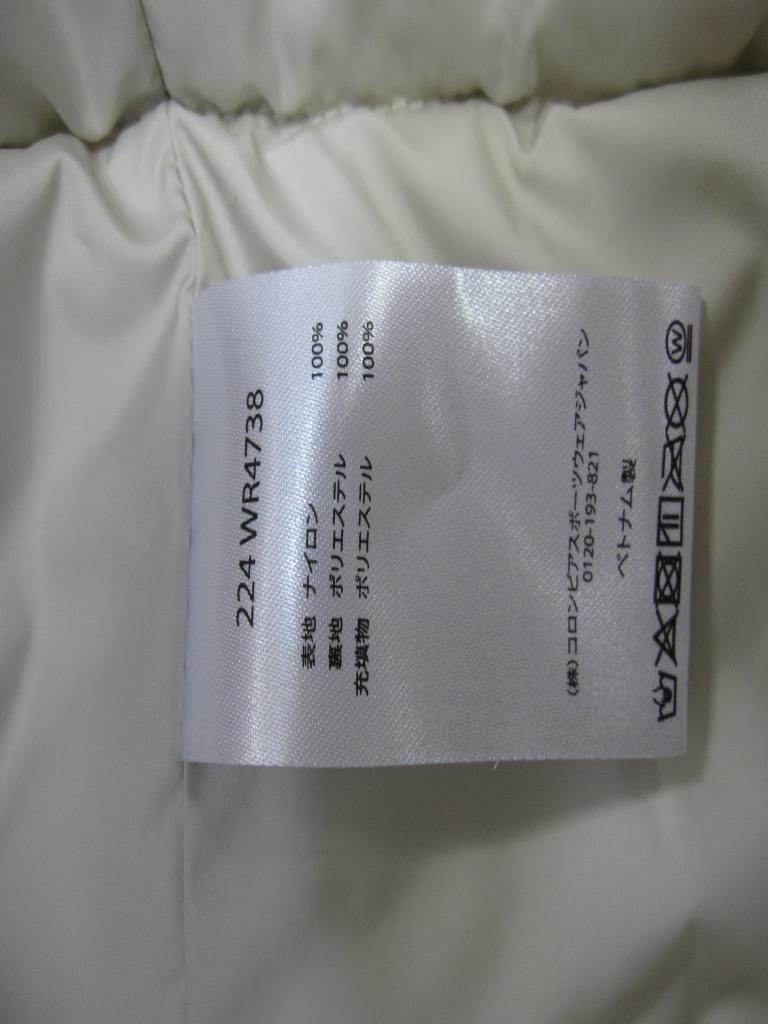 224 WR4738
表地 ナイロン 100%
裏地 ポリエステル 100%
充填物 ポリエステル 100%
(株)コロンビアスポーツウェアジャパン
0120-193-821
ベトナム製
W